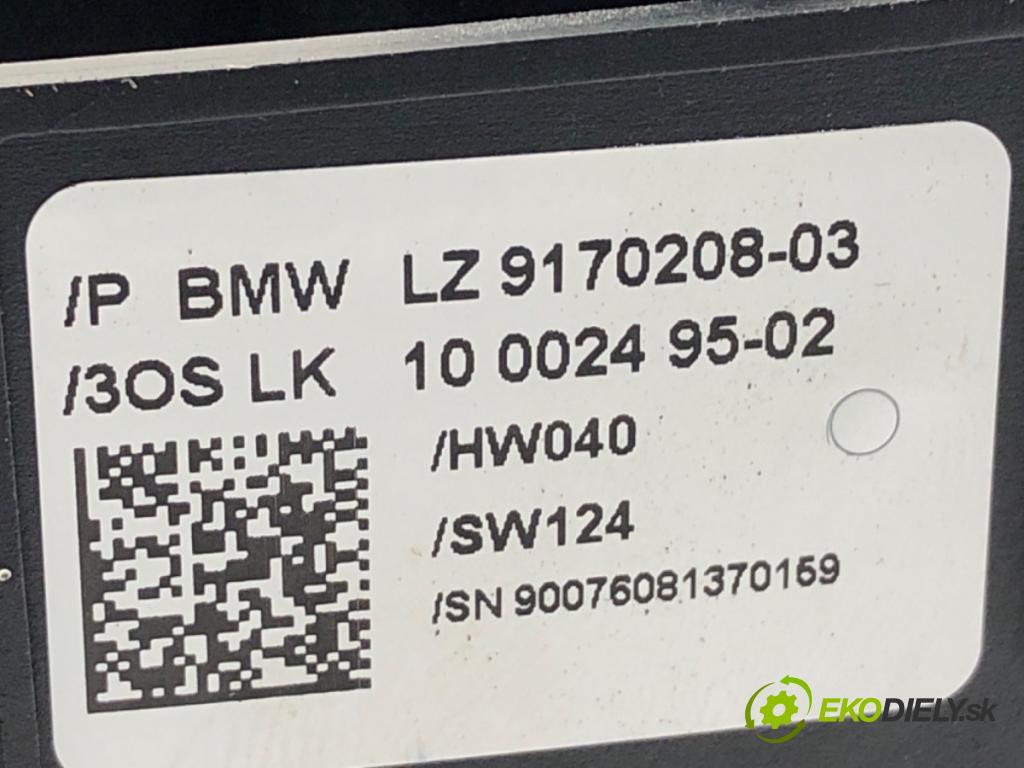 /P BMW LZ 9170208-03
/3OS LK 10 0024 95-02
/HW040
/SW124
/SN 90076081370159
EKODIELY.sk